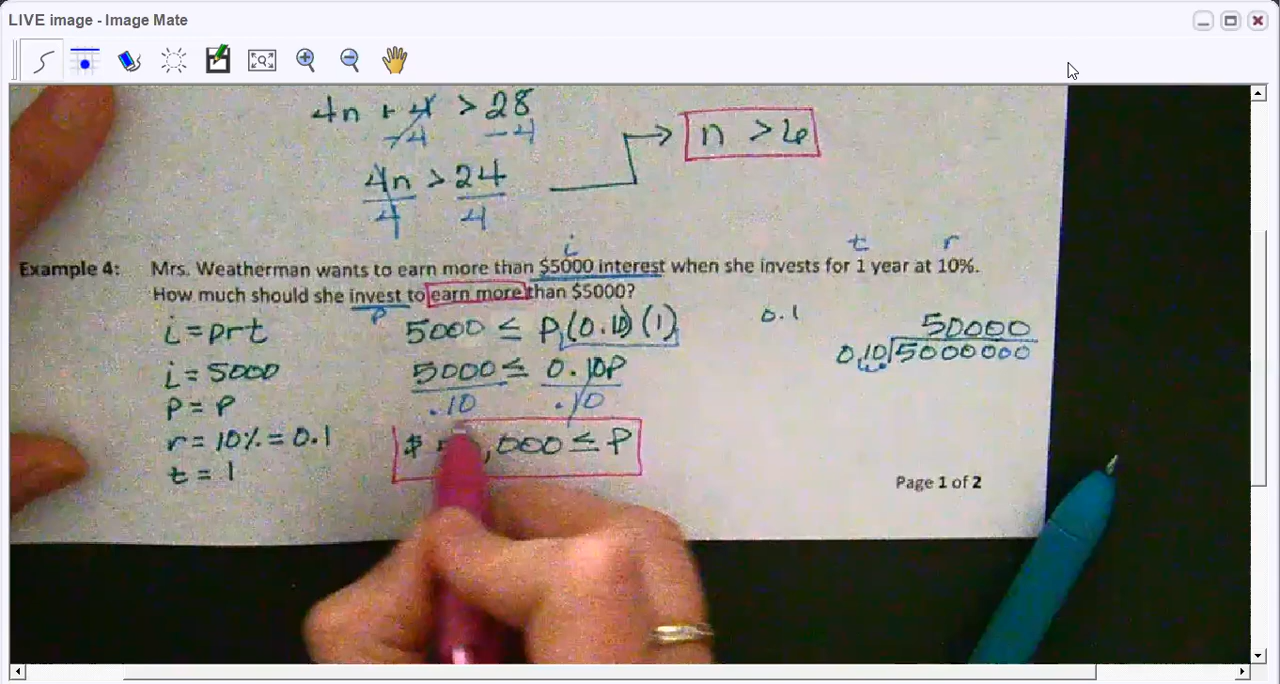 LIVE image - Image Mate
4n + 4 > 28
-4 -4
4n > 24
4 4
n > 6
i t r
Example 4: Mrs. Weatherman wants to earn more than $5000 interest when she invests for 1 year at 10%.
How much should she invest to earn more than $5000?
P
i = prt
i = 5000
P = P
r = 10% = 0.1
t = 1
5000 ≤ P(0.10)(1)
5000 ≤ 0.10P
.10 .10
$ ,000 ≤ P
0.1
50000
0.10 5000000
Page 1 of 2